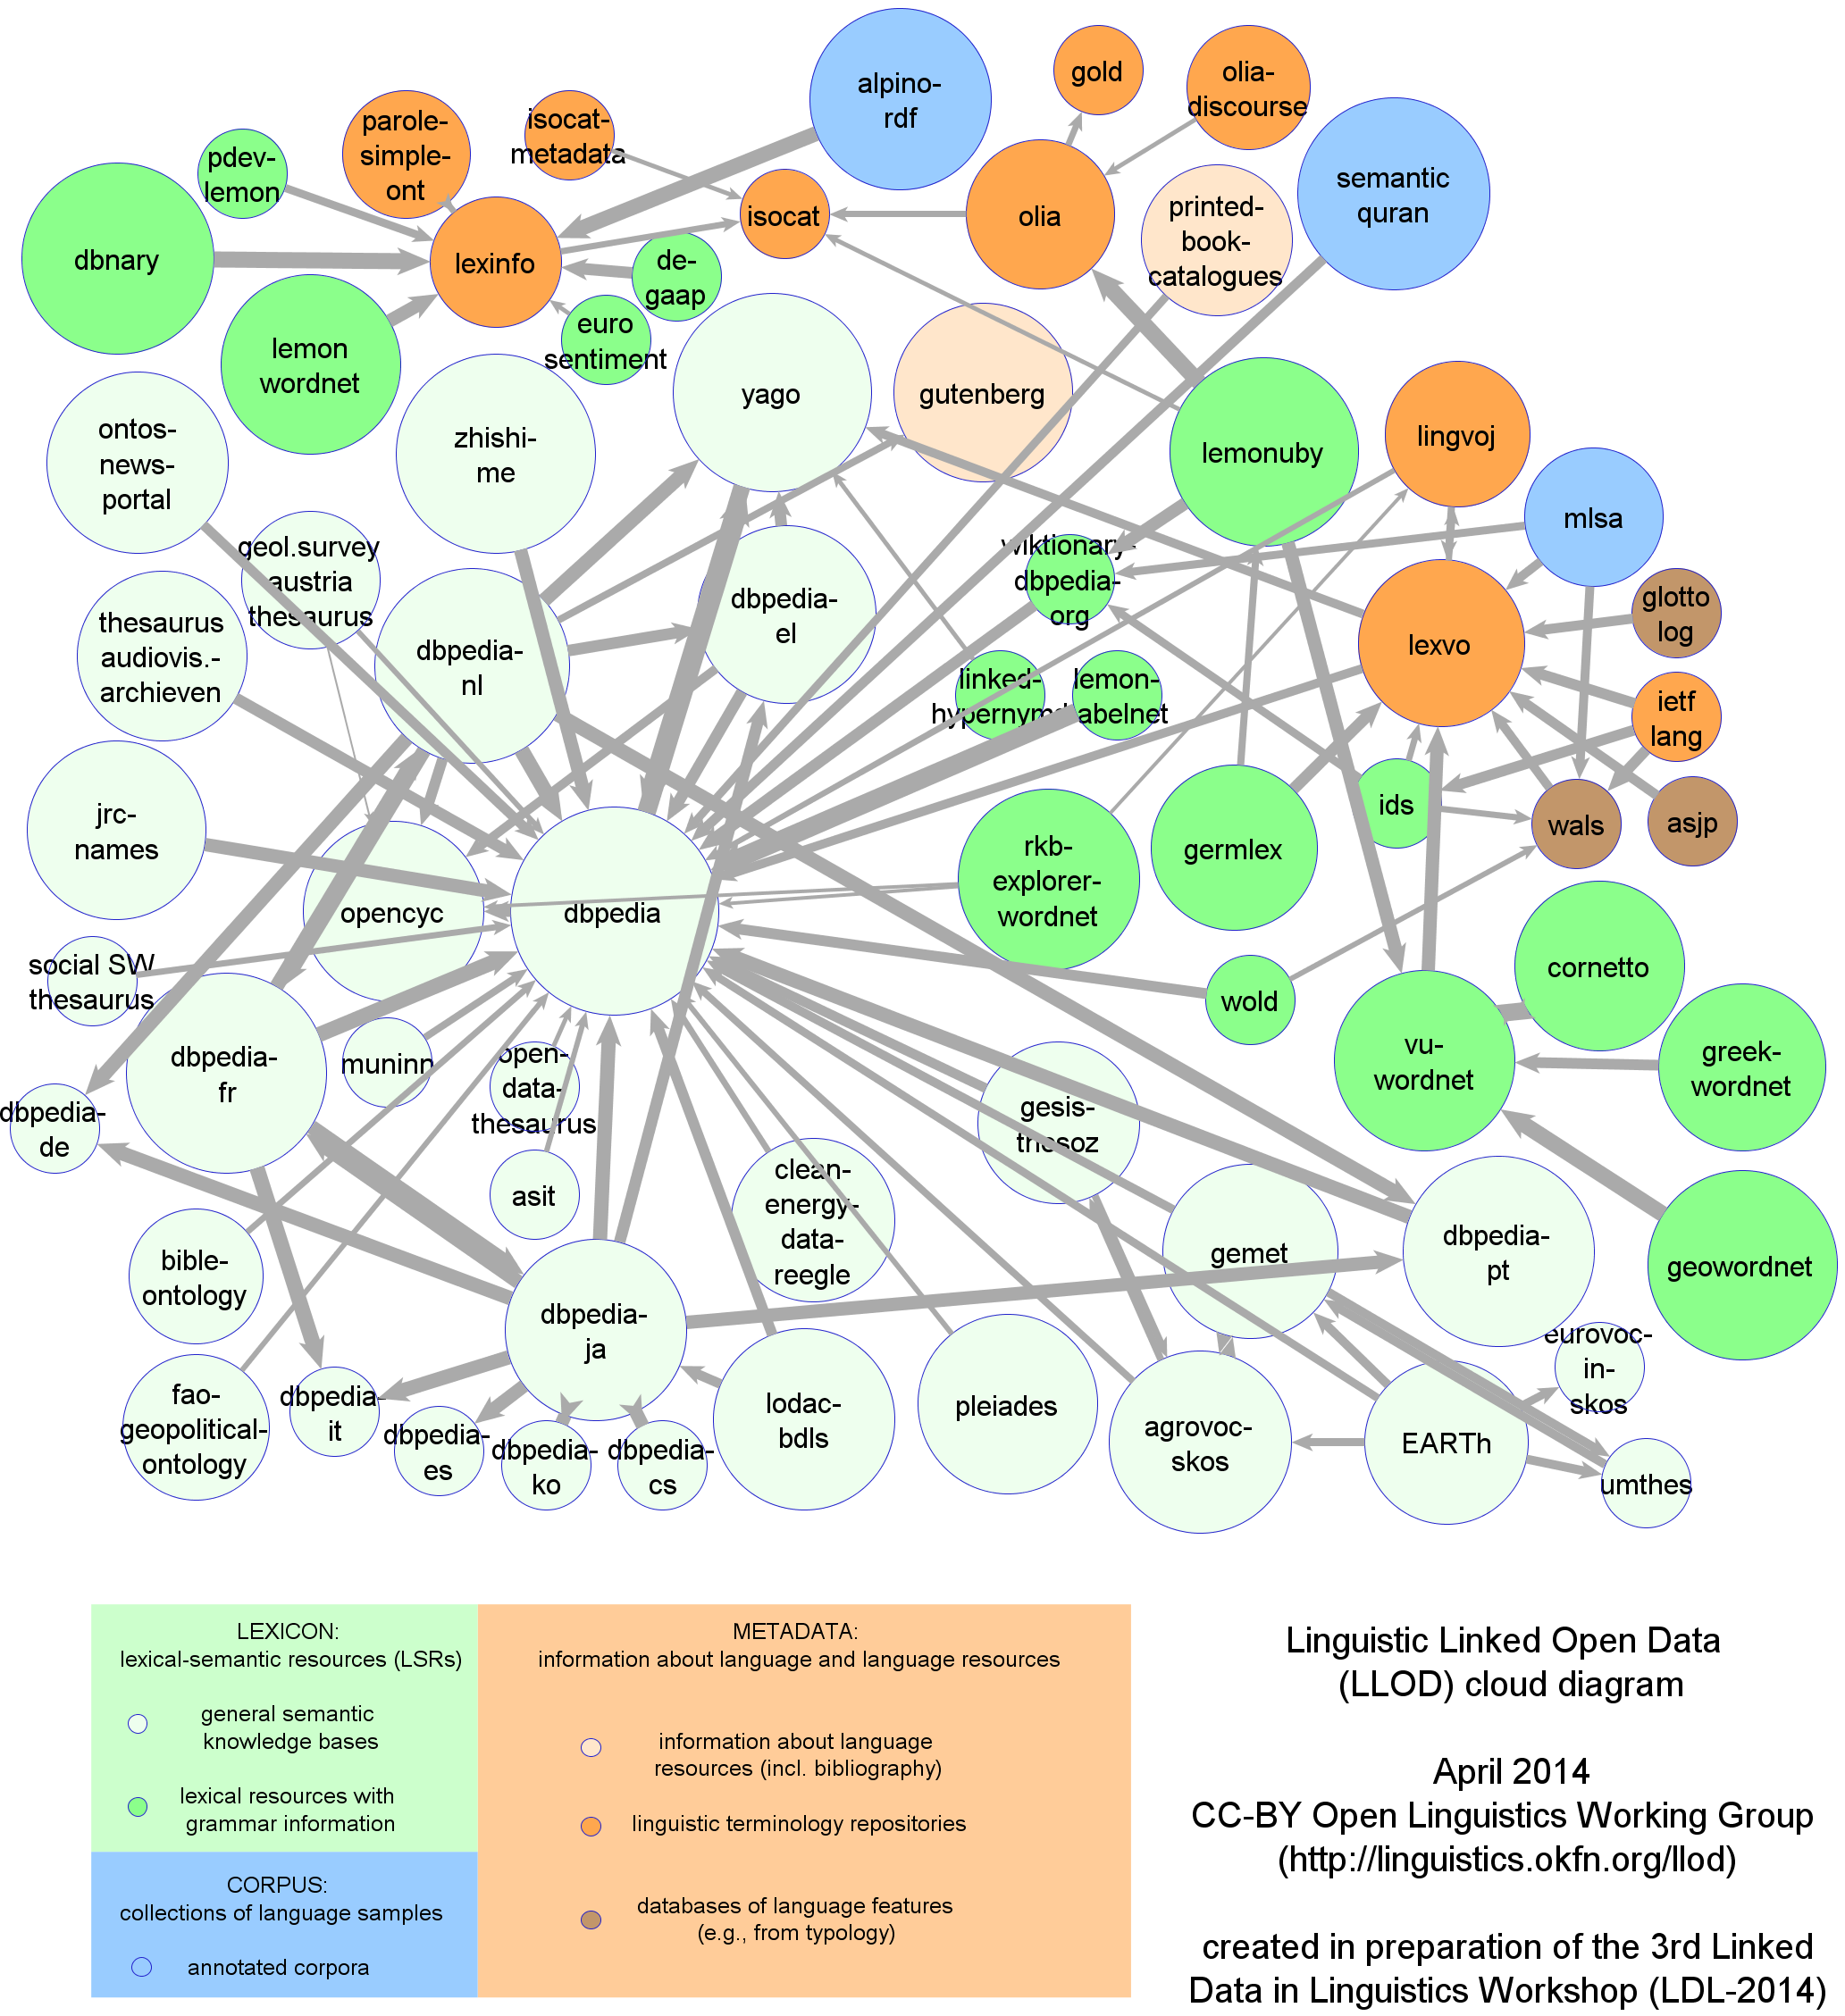 alpino-
rdf
gold
olia-
discourse
parole-
simple-
ont
isocat-
metadata
pdev-
lemon
semantic
quran
isocat
olia
printed-
book-
catalogues
dbnary
lexinfo
de-
gaap
euro
sentiment
lemon
wordnet
yago
gutenberg
ontos-
news-
portal
zhishi-
me
lemonuby
lingvoj
mlsa
geol.survey
austria
thesaurus
wiktionary-
dbpedia-
org
thesaurus
audiovis.-
archieven
dbpedia-
nl
dbpedia-
el
lexvo
glotto
log
linked-
hypernyms
lemon-
abelnet
ietf
lang
jrc-
names
ids
wals
asjp
germlex
rkb-
explorer-
wordnet
opencyc
dbpedia
social SW
thesaurus
wold
cornetto
dbpedia-
fr
muninn
open-
data-
thesaurus
vu-
wordnet
greek-
wordnet
dbpedia-
de
gesis-
thesoz
asit
clean-
energy-
data-
reegle
bible-
ontology
gemet
dbpedia-
pt
geowordnet
dbpedia-
ja
eurovoc-
in-
skos
fao-
geopolitical-
ontology
dbpedia-
it
dbpedia-
es
dbpedia-
ko
dbpedia-
cs
lodac-
bdls
pleiades
agrovoc-
skos
EARTh
umthes
LEXICON:
lexical-semantic resources (LSRs)
general semantic
knowledge bases
lexical resources with
grammar information
CORPUS:
collections of language samples
annotated corpora
METADATA:
information about language and language resources
information about language
resources (incl. bibliography)
linguistic terminology repositories
databases of language features
(e.g., from typology)
Linguistic Linked Open Data
(LLOD) cloud diagram
April 2014
CC-BY Open Linguistics Working Group
(http://linguistics.okfn.org/llod)
created in preparation of the 3rd Linked
Data in Linguistics Workshop (LDL-2014)